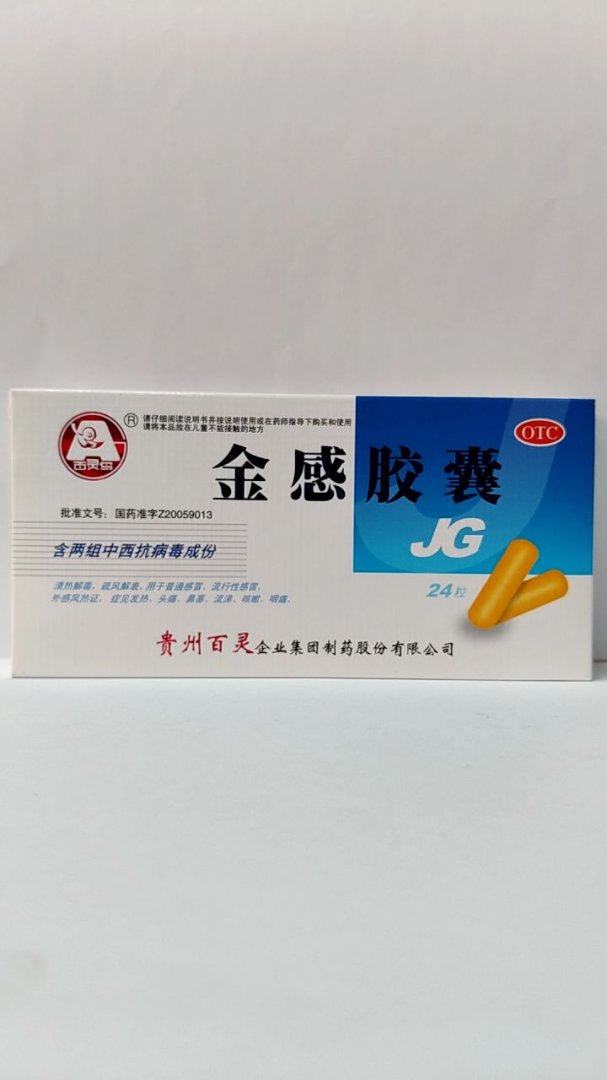 百灵鸟
®
请仔细阅读说明书并按说明使用或在药师指导下购买和使用
请将本品放在儿童不能接触的地方
OTC
金感胶囊
批准文号：国药准字Z20059013
JG
含两组中西抗病毒成份
清热解毒，疏风解表。用于普通感冒，流行性感冒，
外感风热证，症见发热、头痛、鼻塞、流涕、咳嗽、咽痛。
24粒
贵州百灵企业集团制药股份有限公司